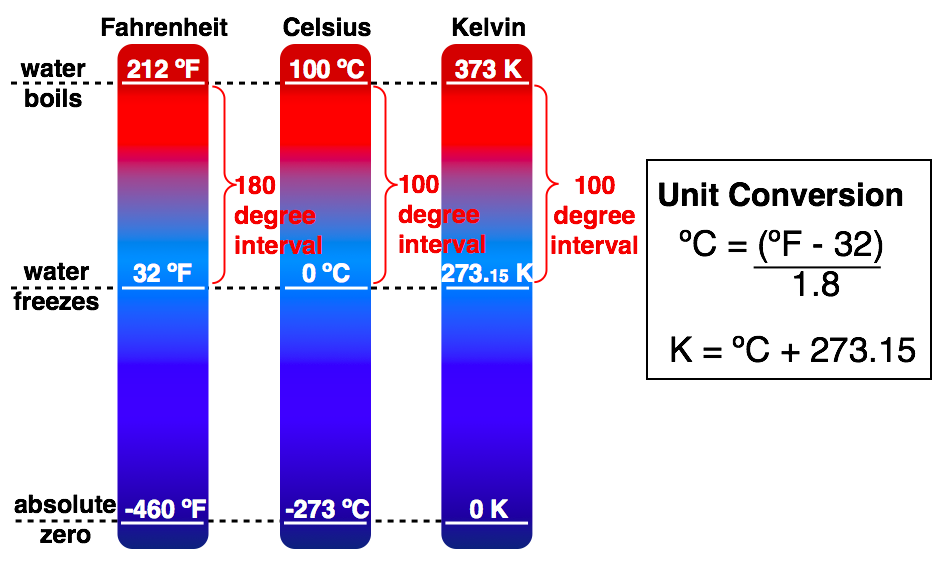 Fahrenheit Celsius Kelvin
water boils 212 ºF 100 ºC 373 K
180 degree interval
100 degree interval
100 degree interval
water freezes 32 ºF 0 ºC 273.15 K
absolute zero -460 ºF -273 ºC 0 K
Unit Conversion
ºC = (ºF - 32)
1.8
K = ºC + 273.15